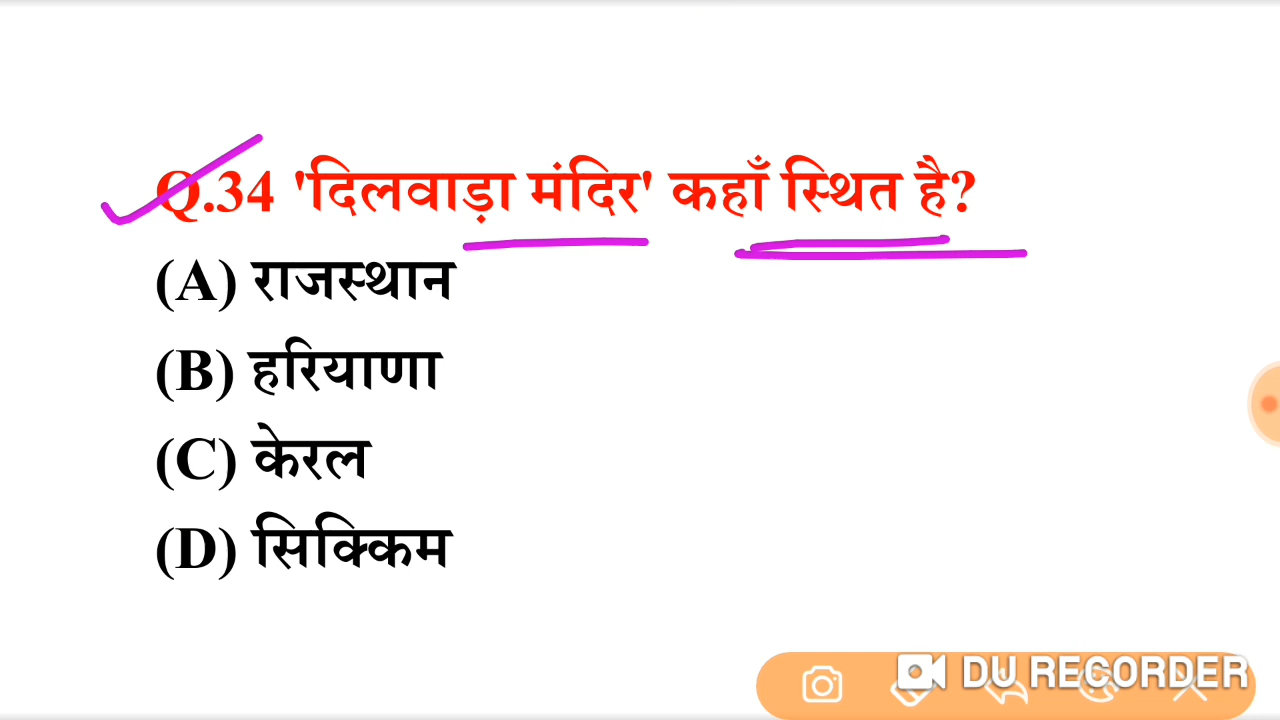 Q.34 'दिलवाड़ा मंदिर' कहाँ स्थित है?
(A) राजस्थान
(B) हरियाणा
(C) केरल
(D) सिक्किम
DU RECORDER